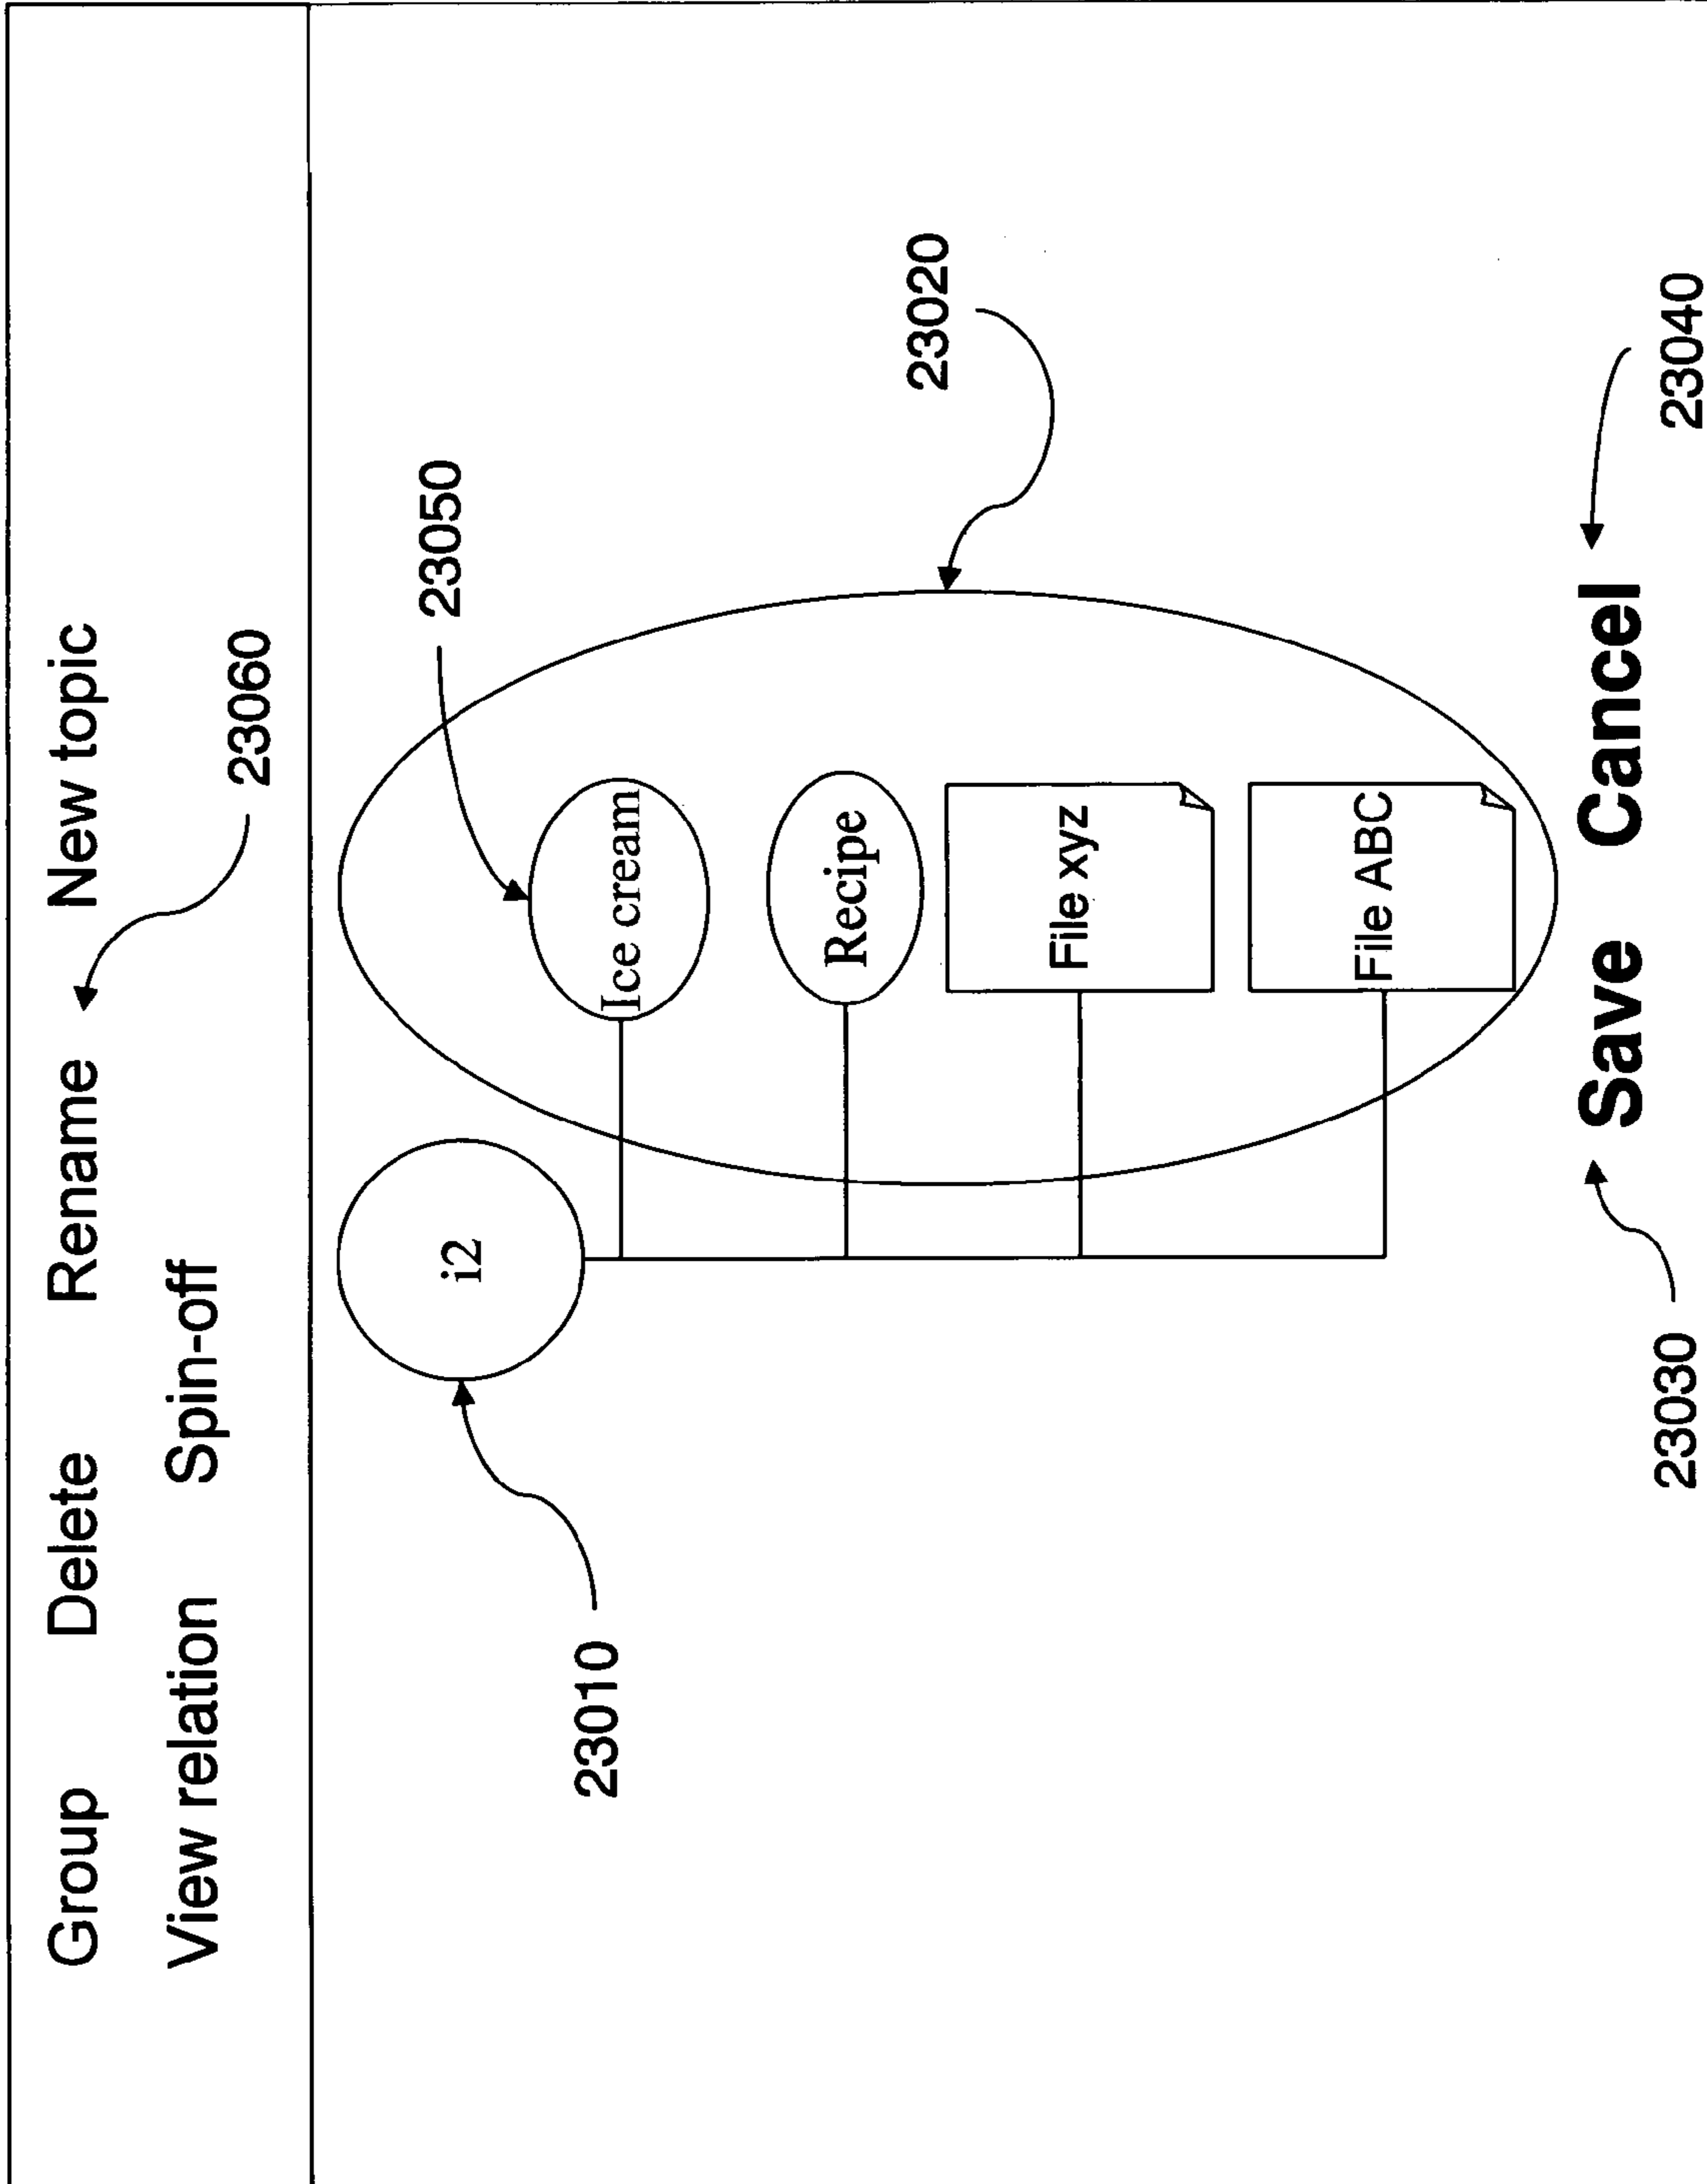 Group Delete Rename New topic
View relation Spin-off
23060
23050
i2
23010
Ice cream
Recipe
23020
File xyz
File ABC
Save Cancel
23030
23040